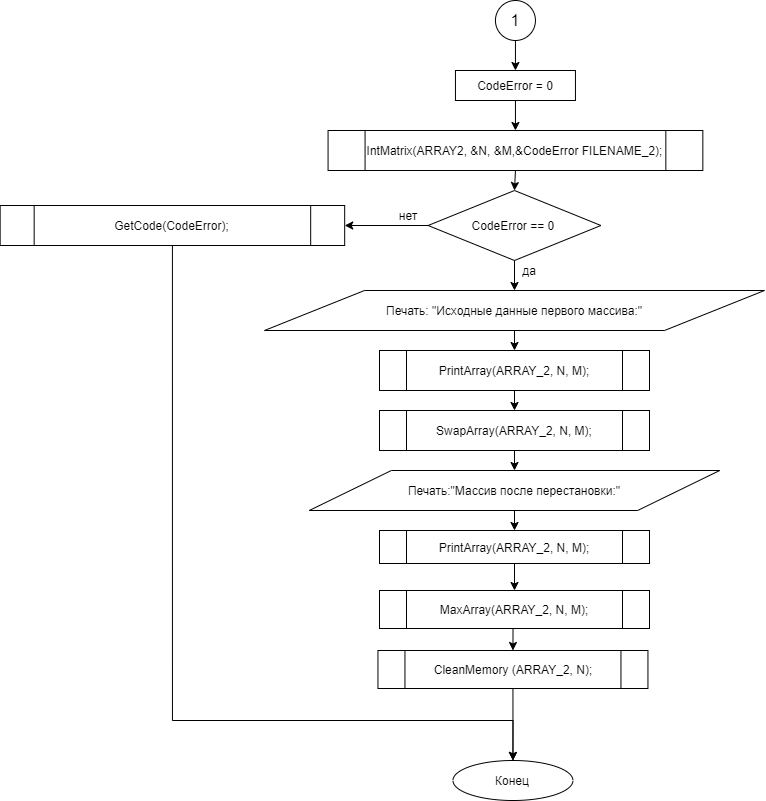 1
CodeError = 0
IntMatrix(ARRAY2, &N, &M,&CodeError FILENAME_2);
CodeError == 0
нет
GetCode(CodeError);
да
Печать: "Исходные данные первого массива:"
PrintArray(ARRAY_2, N, M);
SwapArray(ARRAY_2, N, M);
Печать:"Массив после перестановки:"
PrintArray(ARRAY_2, N, M);
MaxArray(ARRAY_2, N, M);
CleanMemory (ARRAY_2, N);
Конец